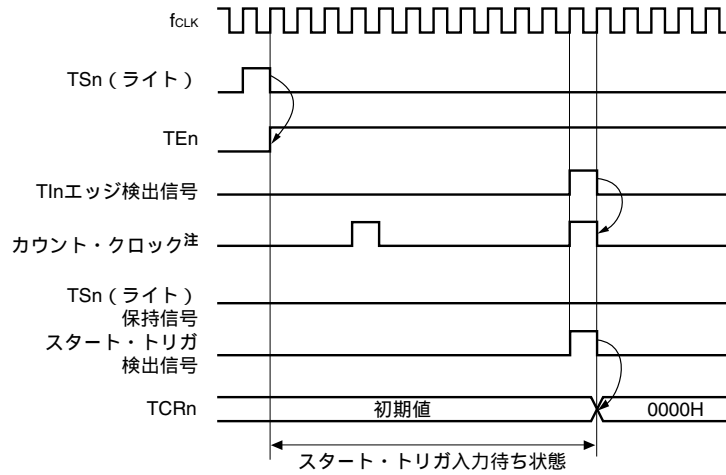 fCLK
TSn（ライト）
TEn
TInエッジ検出信号
カウント・クロック注
TSn（ライト）
保持信号
スタート・トリガ
検出信号
TCRn
初期値
0000H
スタート・トリガ入力待ち状態